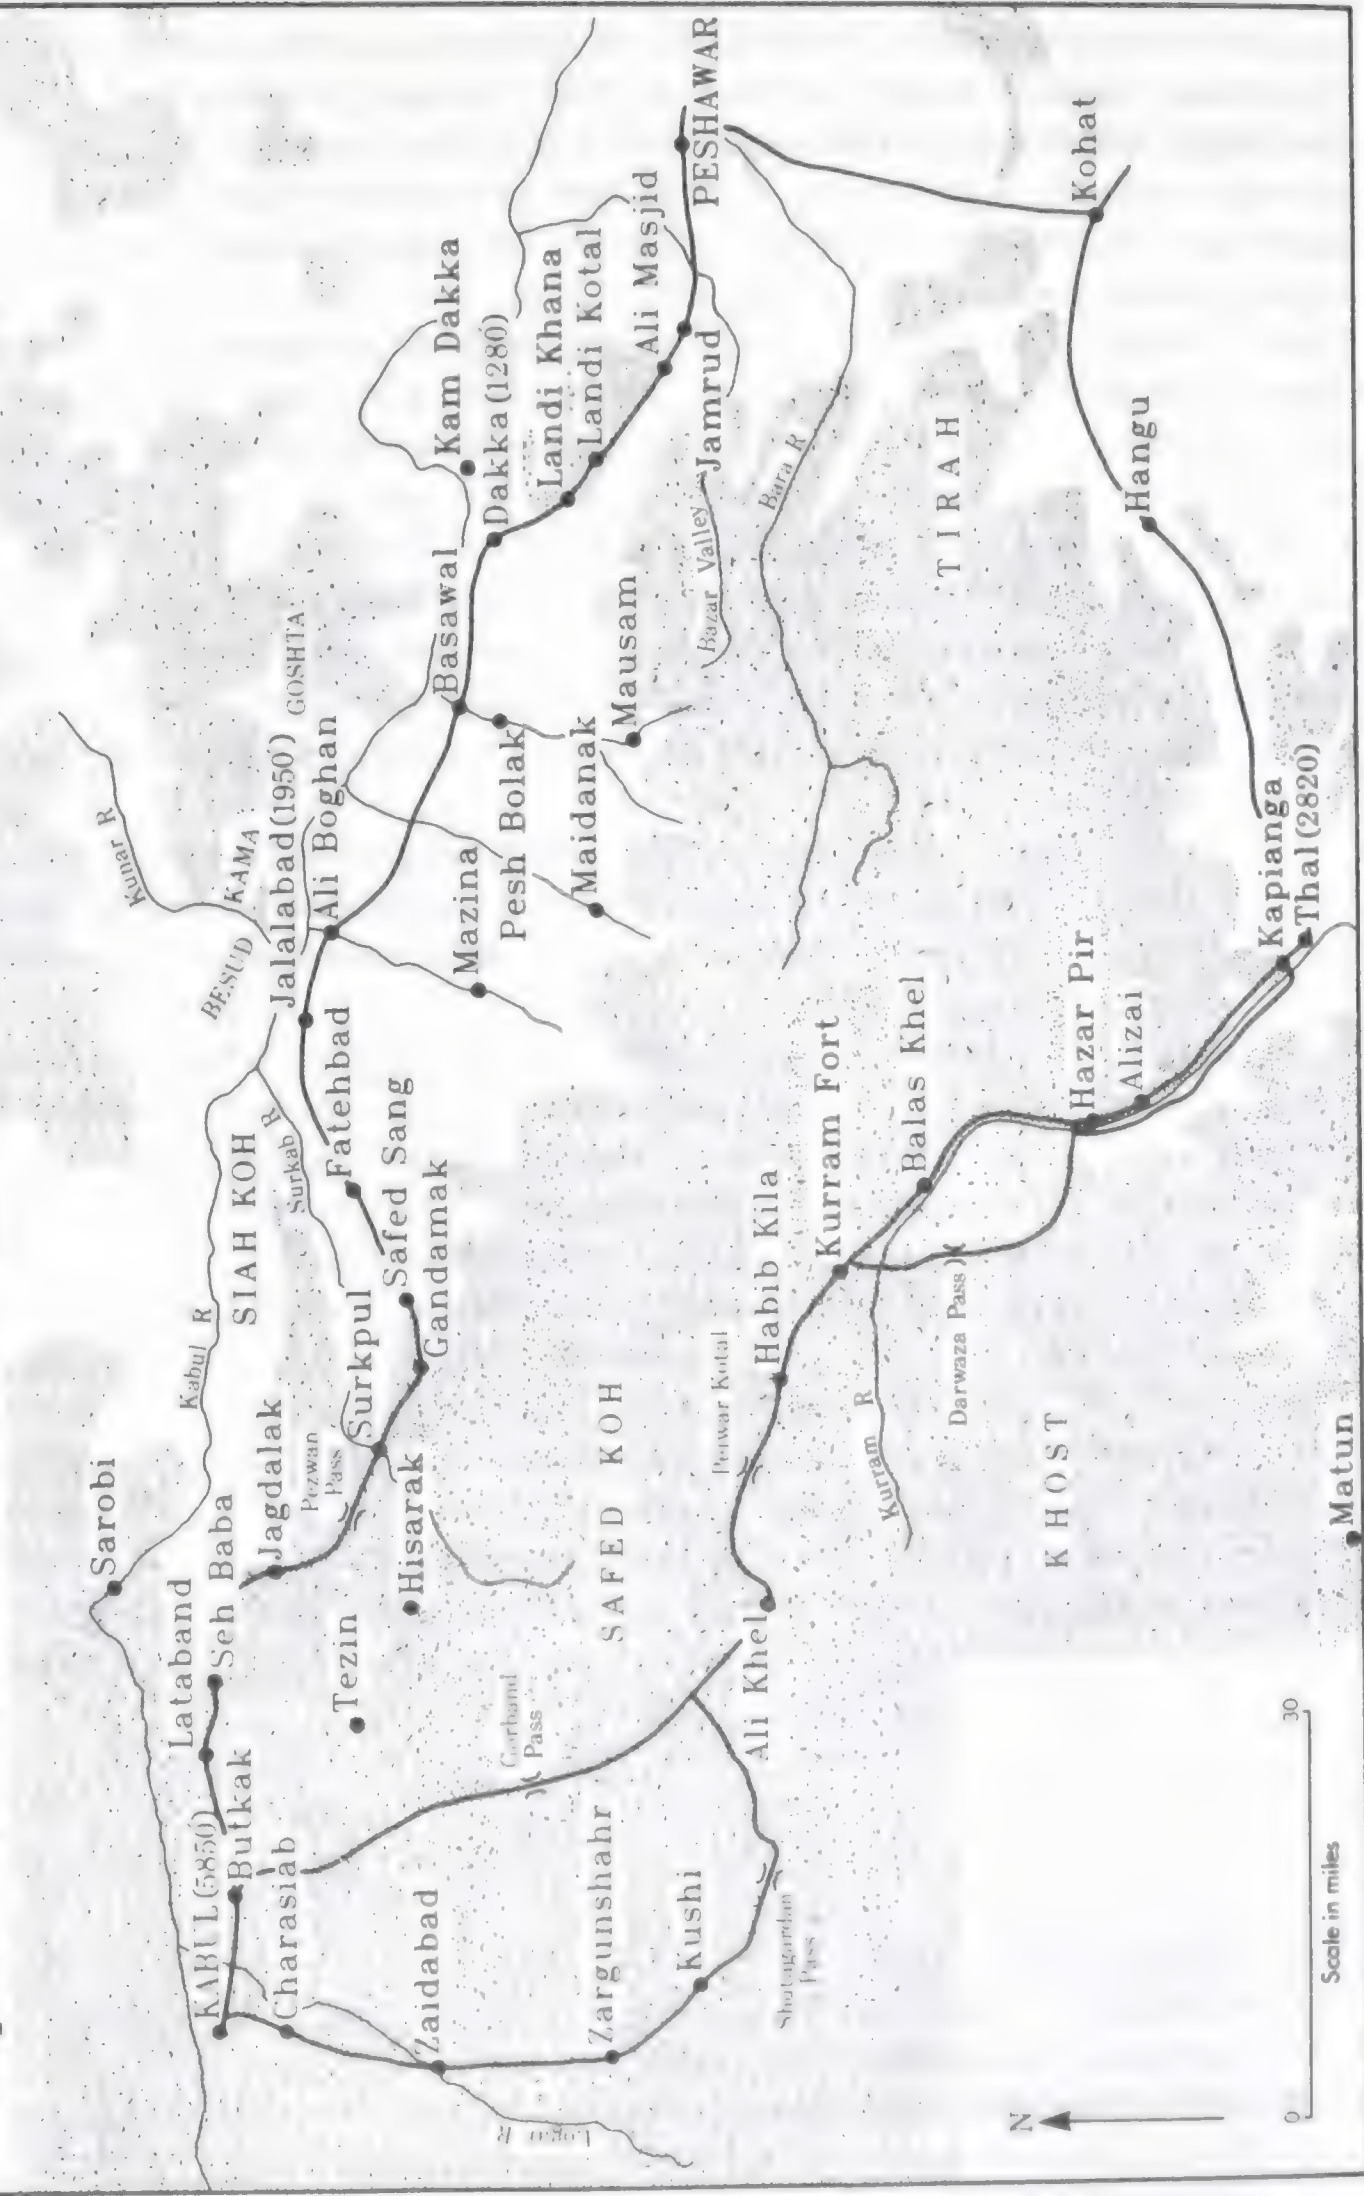 Sarobi
Kabul R
SIAH KOH
Surkab R
Kunar R
BESUD
KAMA
GOSHTA
Jalalabad (1950')
Ali Boghan
Basawal
Kam Dakka
Dakka (1280')
Landi Khana
Landi Kotal
Ali Masjid
PESHAWAR
Jamrud
Lataband
Seh Baba
Jagdalak
Pezwan
Pass
Surkpul
Fatehbad
Safed Sang
Gandamak
Mazina
Pesh Bolak
Maidanak
Mausam
Bazar Valley
Bara R
KABUL (5850')
Butkak
Charasiab
Tezin
Hisarak
Zaidabad
Zargunshahr
Kushi
Pass
SAFED KOH
Peiwar Kotal
Habib Kila
Kurram Fort
Balas Khel
TIRAH
Ali Khel
Shutagardan
Pass
Kurram R
Darwaza Pass
KHOST
Hazar Pir
Alizai
Kapianga
Thal (2820)
Hangu
Kohat
Matun
R
N
0
30
Scale in miles